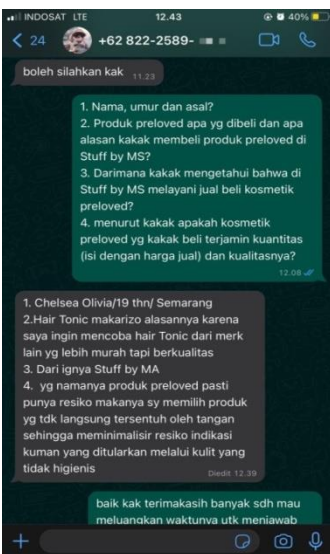 INDOSAT LTE 12.43 40%
24 +62 822-2589-
boleh silahkan kak 11.23
1. Nama, umur dan asal?
2. Produk preloved apa yg dibeli dan apa
alasan kakak membeli produk preloved di
Stuff by MS?
3. Darimana kakak mengetahui bahwa di
Stuff by MS melayani jual beli kosmetik
preloved?
4. menurut kakak apakah kosmetik
preloved yg kakak beli terjamin kuantitas
(isi dengan harga jual) dan kualitasnya?
12.08
1. Chelsea Olivia/19 thn/ Semarang
2.Hair Tonic makarizo alasannya karena
saya ingin mencoba hair Tonic dari merk
lain yg lebih murah tapi berkualitas
3. Dari ignya Stuff by MA
4. yg namanya produk preloved pasti
punya resiko makanya sy memilih produk
yg tdk langsung tersentuh oleh tangan
sehingga meminimalisir resiko indikasi
kuman yang ditularkan melalui kulit yang
tidak higienis
Diedit 12.39
baik kak terimakasih banyak sdh mau
meluangkan waktunya utk menjawab